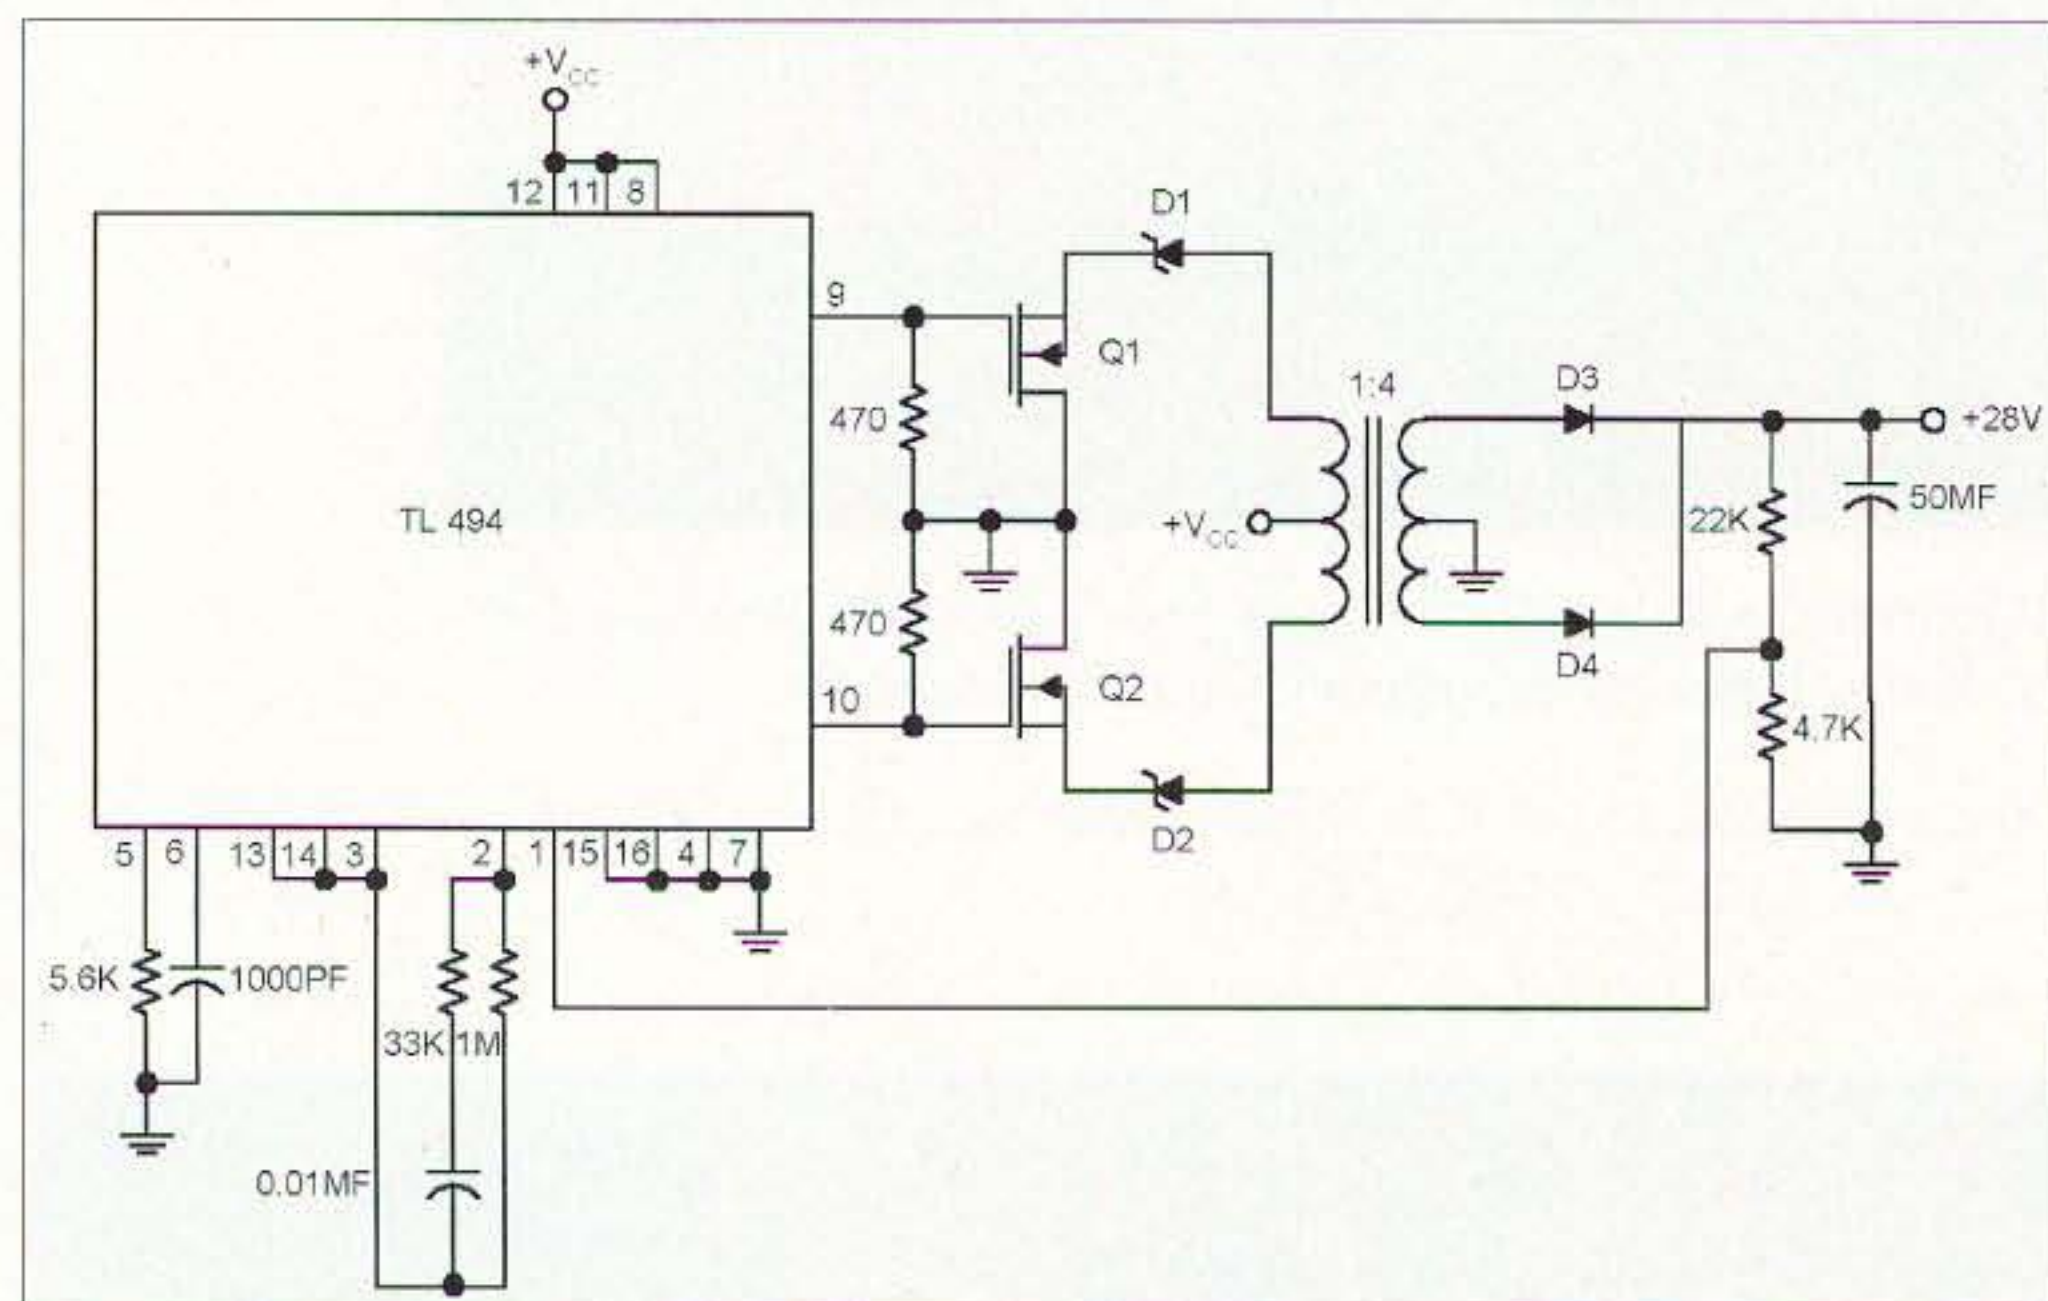 +VCC
12 11 8
D1
9
Q1
1:4
D3
470
+28V
TL 494
+VCC
22K
50MF
470
D4
10
Q2
4.7K
D2
5 6 13 14 3 2 1 15 16 4 7
5.6K
1000PF
33K 1M
0.01MF